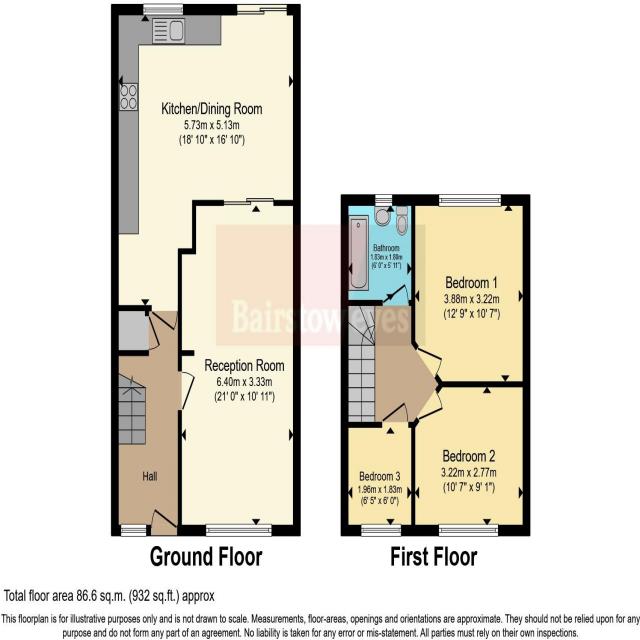 Kitchen/Dining Room
5.73m x 5.13m
(18' 10" x 16' 10")
Bathroom
1.83m x 1.80m
(6' 0" x 5' 11")
Bedroom 1
3.88m x 3.22m
(12' 9" x 10' 7")
Bairstow eves
Reception Room
6.40m x 3.33m
(21' 0" x 10' 11")
Bedroom 2
3.22m x 2.77m
(10' 7" x 9' 1")
Hall
Bedroom 3
1.96m x 1.83m
(6' 5" x 6' 0")
Ground Floor
First Floor
Total floor area 86.6 sq.m. (932 sq.ft.) approx
This floorplan is for illustrative purposes only and is not drawn to scale. Measurements, floor-areas, openings and orientations are approximate. They should not be relied upon for any
purpose and do not form any part of an agreement. No liability is taken for any error or mis-statement. All parties must rely on their own inspections.